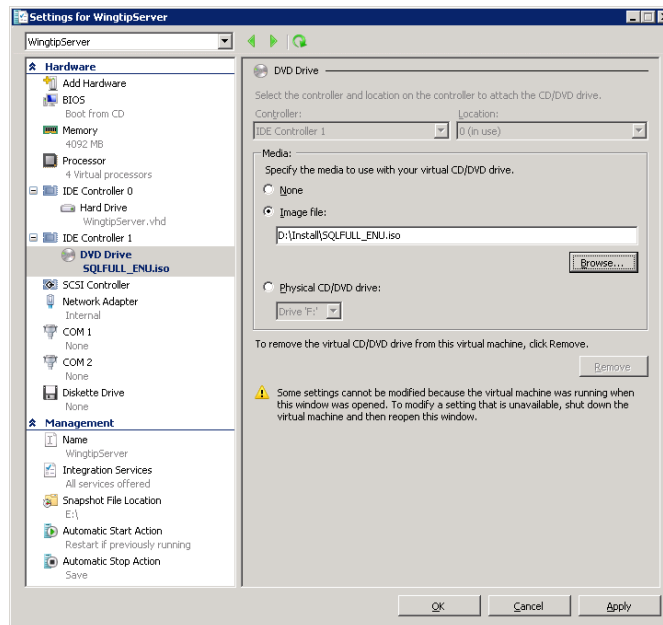 Settings for WingtipServer
WingtipServer
Hardware
Add Hardware
BIOS
Boot from CD
Memory
4092 MB
Processor
4 Virtual processors
IDE Controller 0
Hard Drive
WingtipServer.vhd
IDE Controller 1
DVD Drive
SQLFULL_ENU.iso
SCSI Controller
Network Adapter
Internal
COM 1
None
COM 2
None
Diskette Drive
None
Management
Name
WingtipServer
Integration Services
All services offered
Snapshot File Location
E:\
Automatic Start Action
Restart if previously running
Automatic Stop Action
Save
DVD Drive
Select the controller and location on the controller to attach the CD/DVD drive.
Controller: Location:
IDE Controller 1 0 (in use)
Media:
Specify the media to use with your virtual CD/DVD drive.
None
Image file:
D:\Install\SQLFULL_ENU.iso
Browse...
Physical CD/DVD drive:
Drive 'F:'
To remove the virtual CD/DVD drive from this virtual machine, click Remove.
Remove
Some settings cannot be modified because the virtual machine was running when
this window was opened. To modify a setting that is unavailable, shut down the
virtual machine and then reopen this window.
OK Cancel Apply